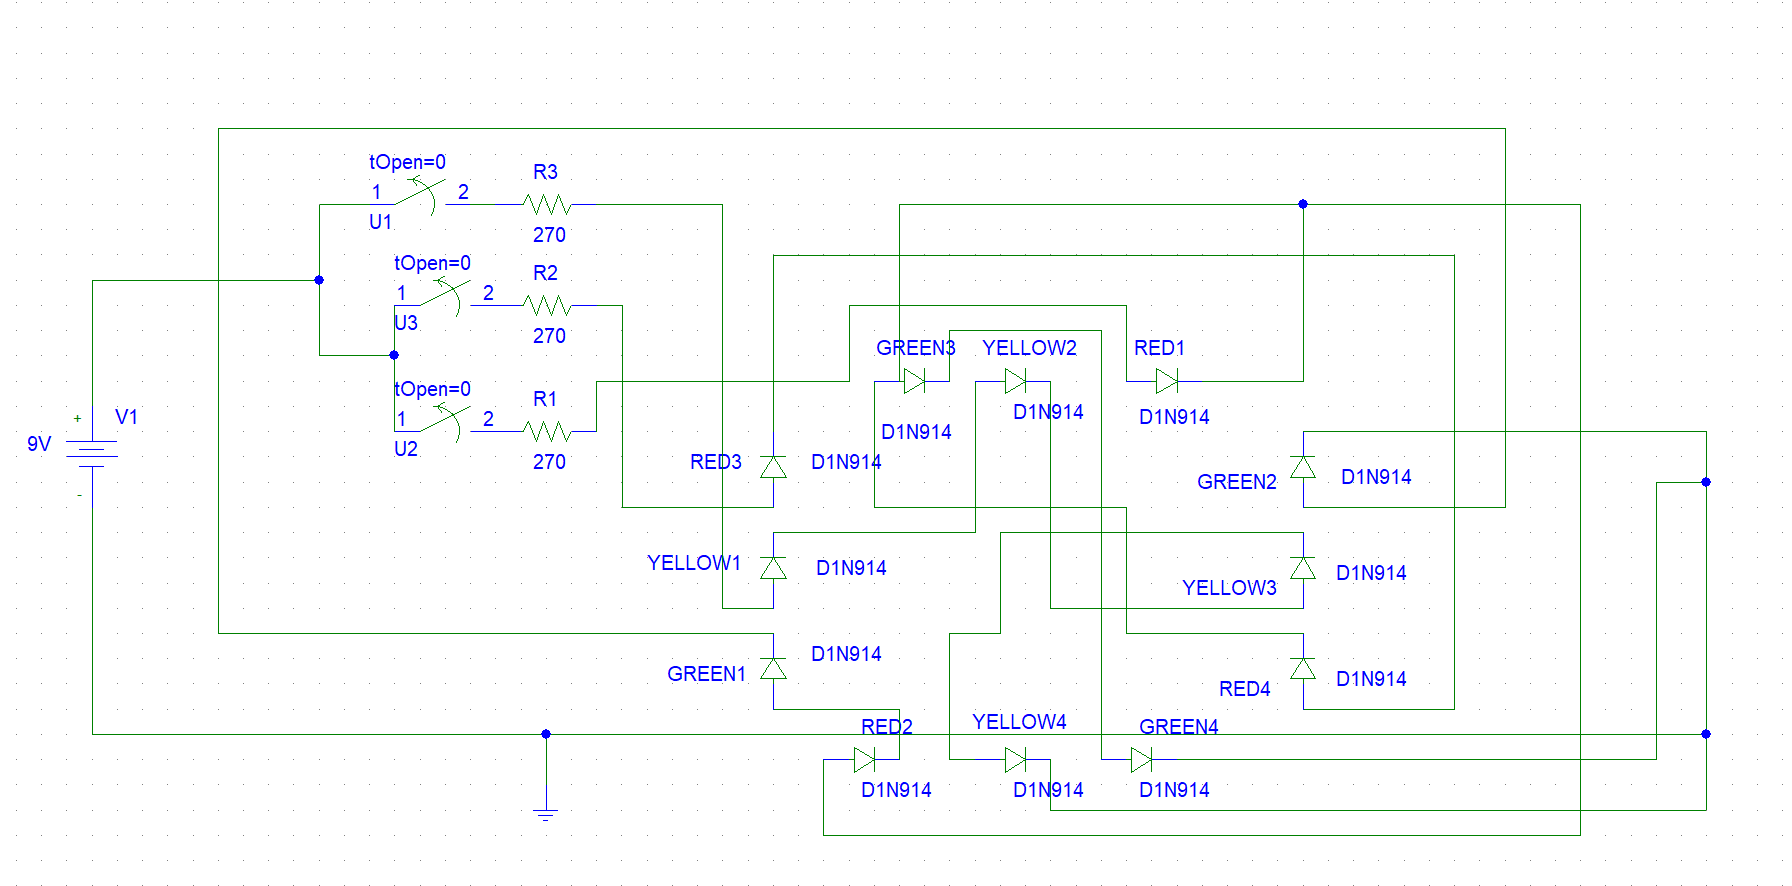 tOpen=0
R3
1
2
U1
270
tOpen=0
R2
1
2
U3
270
tOpen=0
R1
1
2
U2
270
+
V1
9V
-
GREEN3
YELLOW2
RED1
D1N914
D1N914
D1N914
RED3
D1N914
GREEN2
D1N914
YELLOW1
D1N914
YELLOW3
D1N914
GREEN1
D1N914
RED4
D1N914
RED2
YELLOW4
GREEN4
D1N914
D1N914
D1N914